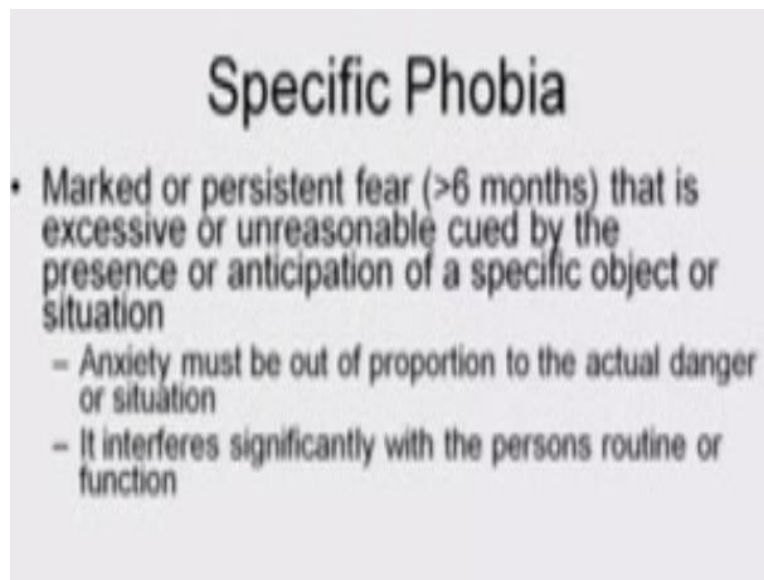 Specific Phobia
• Marked or persistent fear (>6 months) that is
excessive or unreasonable cued by the
presence or anticipation of a specific object or
situation
– Anxiety must be out of proportion to the actual danger
or situation
– It interferes significantly with the persons routine or
function